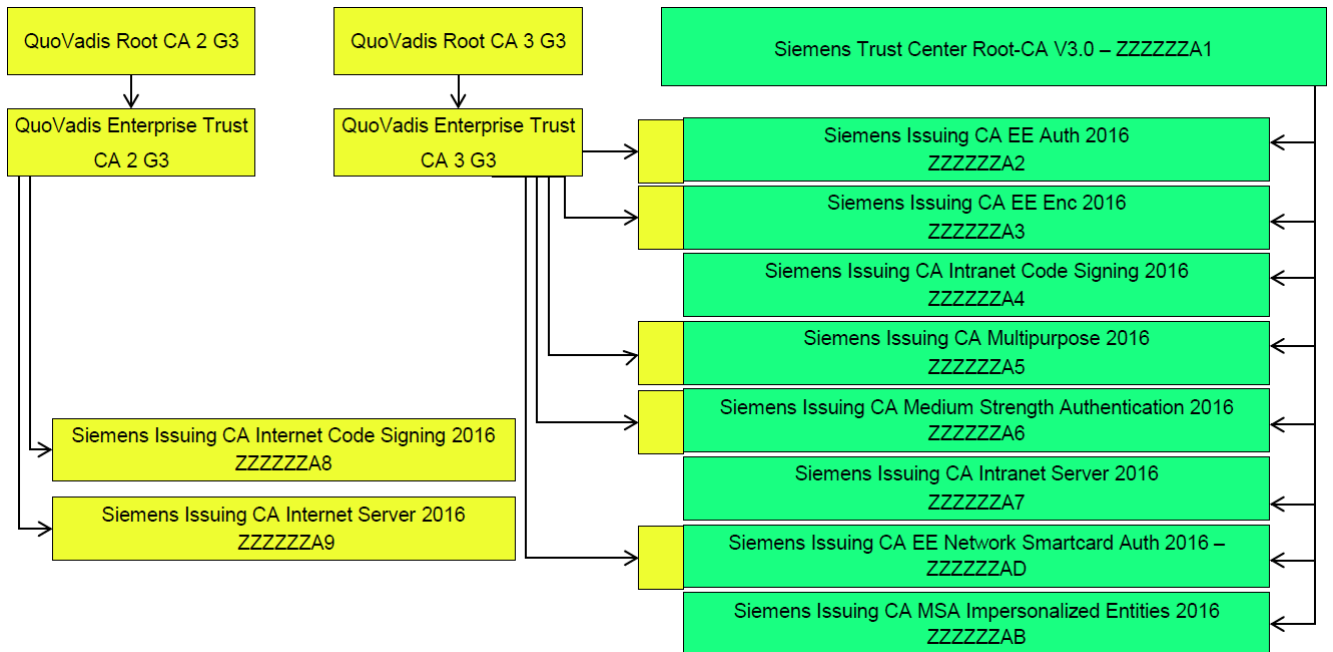 QuoVadis Root CA 2 G3
QuoVadis Root CA 3 G3
Siemens Trust Center Root-CA V3.0 – ZZZZZZA1
QuoVadis Enterprise Trust
CA 2 G3
QuoVadis Enterprise Trust
CA 3 G3
Siemens Issuing CA EE Auth 2016
ZZZZZZA2
Siemens Issuing CA EE Enc 2016
ZZZZZZA3
Siemens Issuing CA Intranet Code Signing 2016
ZZZZZZA4
Siemens Issuing CA Multipurpose 2016
ZZZZZZA5
Siemens Issuing CA Medium Strength Authentication 2016
ZZZZZZA6
Siemens Issuing CA Internet Code Signing 2016
ZZZZZZA8
Siemens Issuing CA Intranet Server 2016
ZZZZZZA7
Siemens Issuing CA Internet Server 2016
ZZZZZZA9
Siemens Issuing CA EE Network Smartcard Auth 2016 –
ZZZZZZAD
Siemens Issuing CA MSA Impersonalized Entities 2016
ZZZZZZAB